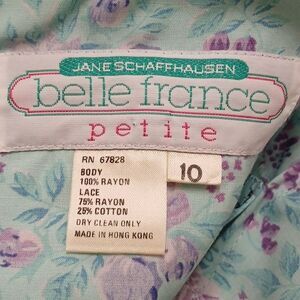 JANE SCHAFFHAUSEN
belle france
petite
RN 67828
BODY
100% RAYON
LACE
75% RAYON
25% COTTON
DRY CLEAN ONLY
MADE IN HONG KONG
10